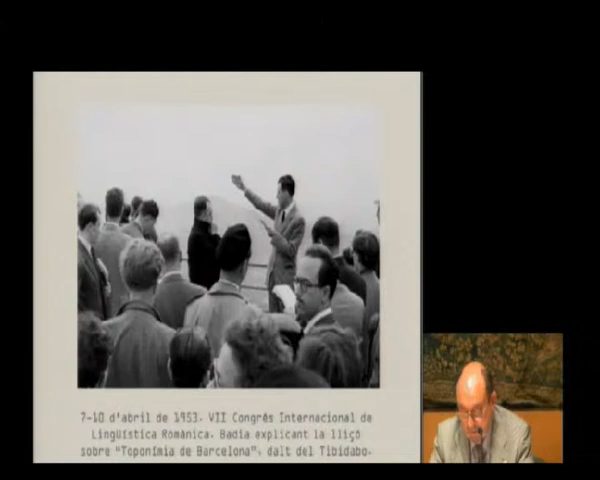 7-10 d'abril de 1953. VII Congrés Internacional de
Lingüística Romànica. Badia explicant la lliçó
sobre "Toponímia de Barcelona", dalt del Tibidabo.